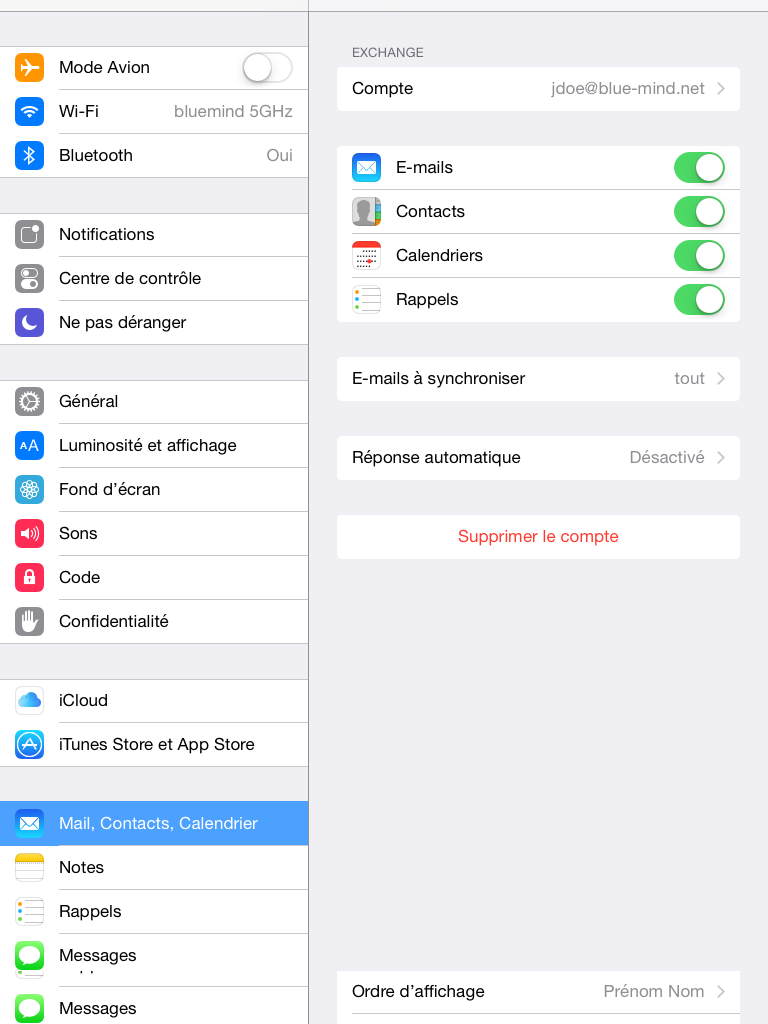 Mode Avion
Wi-Fi bluemind 5GHz
Bluetooth Oui
Notifications
Centre de contrôle
Ne pas déranger
Général
AA Luminosité et affichage
Fond d’écran
Sons
Code
Confidentialité
iCloud
iTunes Store et App Store
Mail, Contacts, Calendrier
Notes
Rappels
Messages
Messages
EXCHANGE
Compte jdoe@blue-mind.net
E-mails
Contacts
Calendriers
Rappels
E-mails à synchroniser tout
Réponse automatique Désactivé
Supprimer le compte
Ordre d’affichage Prénom Nom